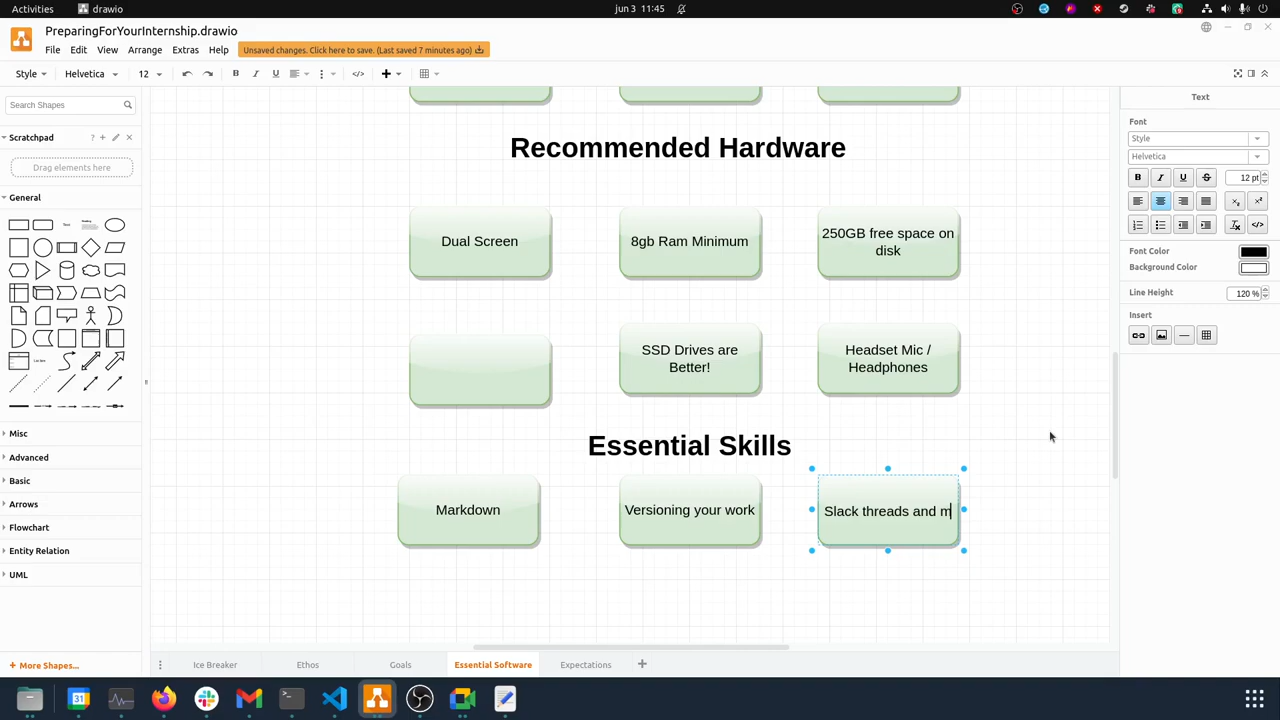 Activities
drawio
jun 3 11:45
PreparingForYourInternship.drawio
File
Edit
View
Arrange
Extras
Help
Unsaved changes. Click here to save. (Last saved 7 minutes ago)
Style
Helvetica
12
B
I
U
</>
Search Shapes
Scratchpad
?
Drag elements here
General
Misc
Advanced
Basic
Arrows
Flowchart
Entity Relation
UML
More Shapes...
Recommended Hardware
Dual Screen
8gb Ram Minimum
250GB free space on
disk
SSD Drives are
Better!
Headset Mic /
Headphones
Essential Skills
Markdown
Versioning your work
Slack threads and m
Ice Breaker
Ethos
Goals
Essential Software
Expectations
Text
Font
Style
Helvetica
B
I
U
S
12 pt
Font Color
Background Color
Line Height
120 %
Insert
31